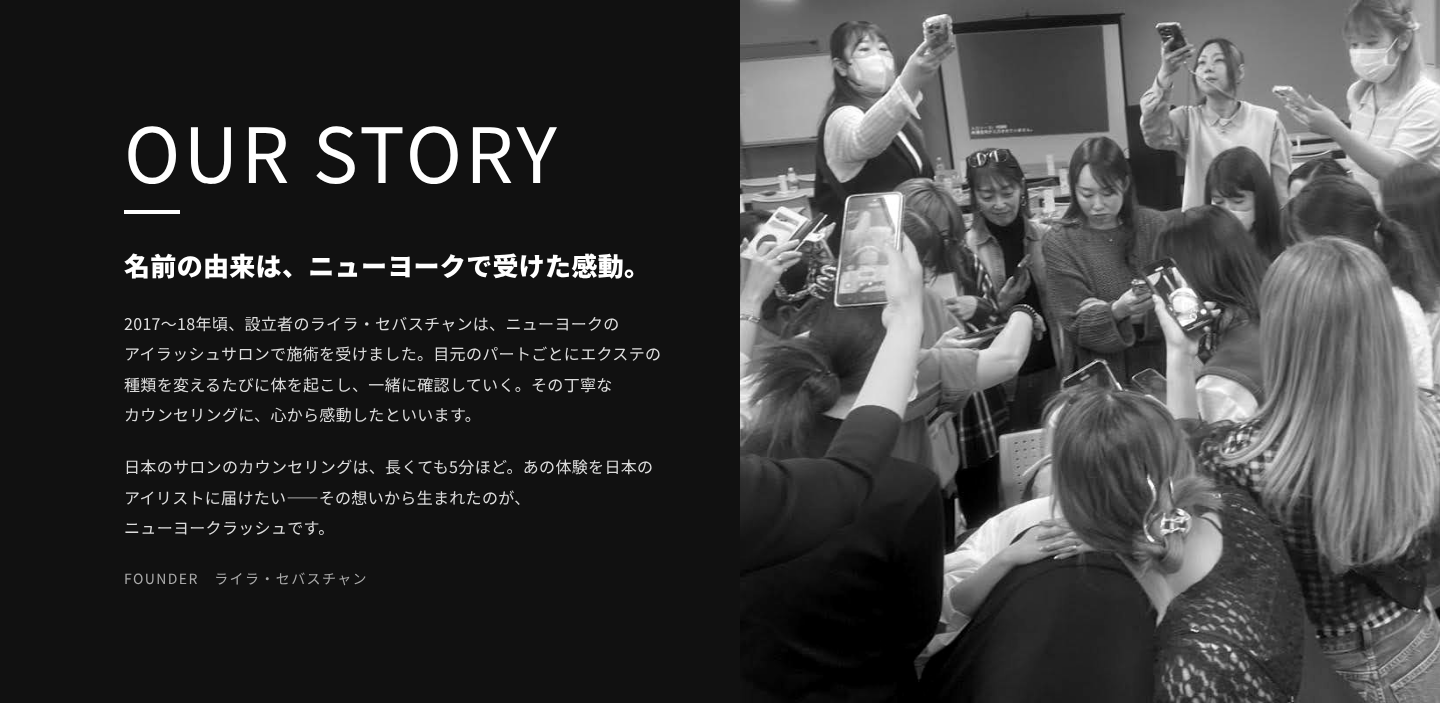 OUR STORY
名前の由来は、ニューヨークで受けた感動。
2017〜18年頃、設立者のライラ・セバスチャンは、ニューヨークの
アイラッシュサロンで施術を受けました。目元のパートごとにエクステの
種類を変えるたびに体を起こし、一緒に確認していく。その丁寧な
カウンセリングに、心から感動したといいます。
日本のサロンのカウンセリングは、長くても5分ほど。あの体験を日本の
アイリストに届けたい——その想いから生まれたのが、
ニューヨークラッシュです。
FOUNDER　ライラ・セバスチャン